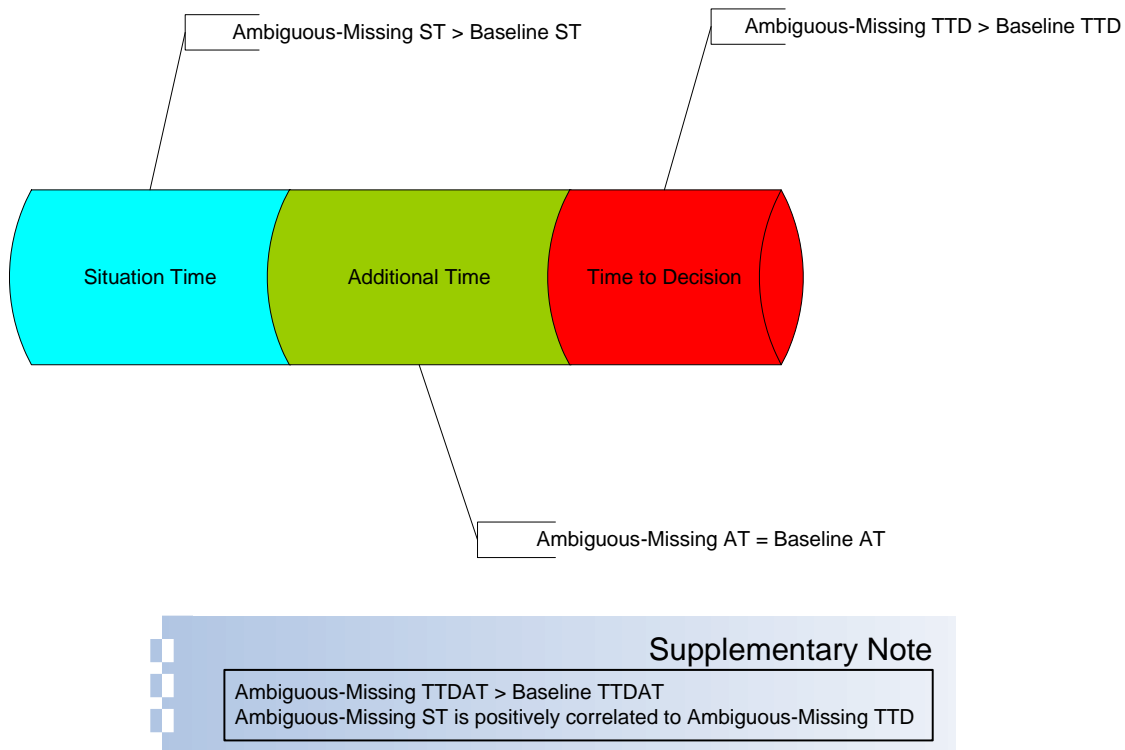 Ambiguous-Missing ST > Baseline ST
Ambiguous-Missing TTD > Baseline TTD
Situation Time
Additional Time
Time to Decision
Ambiguous-Missing AT = Baseline AT
Supplementary Note
Ambiguous-Missing TTDAT > Baseline TTDAT
Ambiguous-Missing ST is positively correlated to Ambiguous-Missing TTD